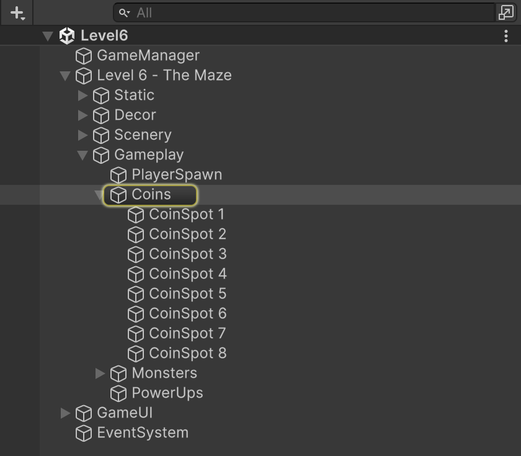 All
Level6
GameManager
Level 6 - The Maze
Static
Decor
Scenery
Gameplay
PlayerSpawn
Coins
CoinSpot 1
CoinSpot 2
CoinSpot 3
CoinSpot 4
CoinSpot 5
CoinSpot 6
CoinSpot 7
CoinSpot 8
Monsters
PowerUps
GameUI
EventSystem